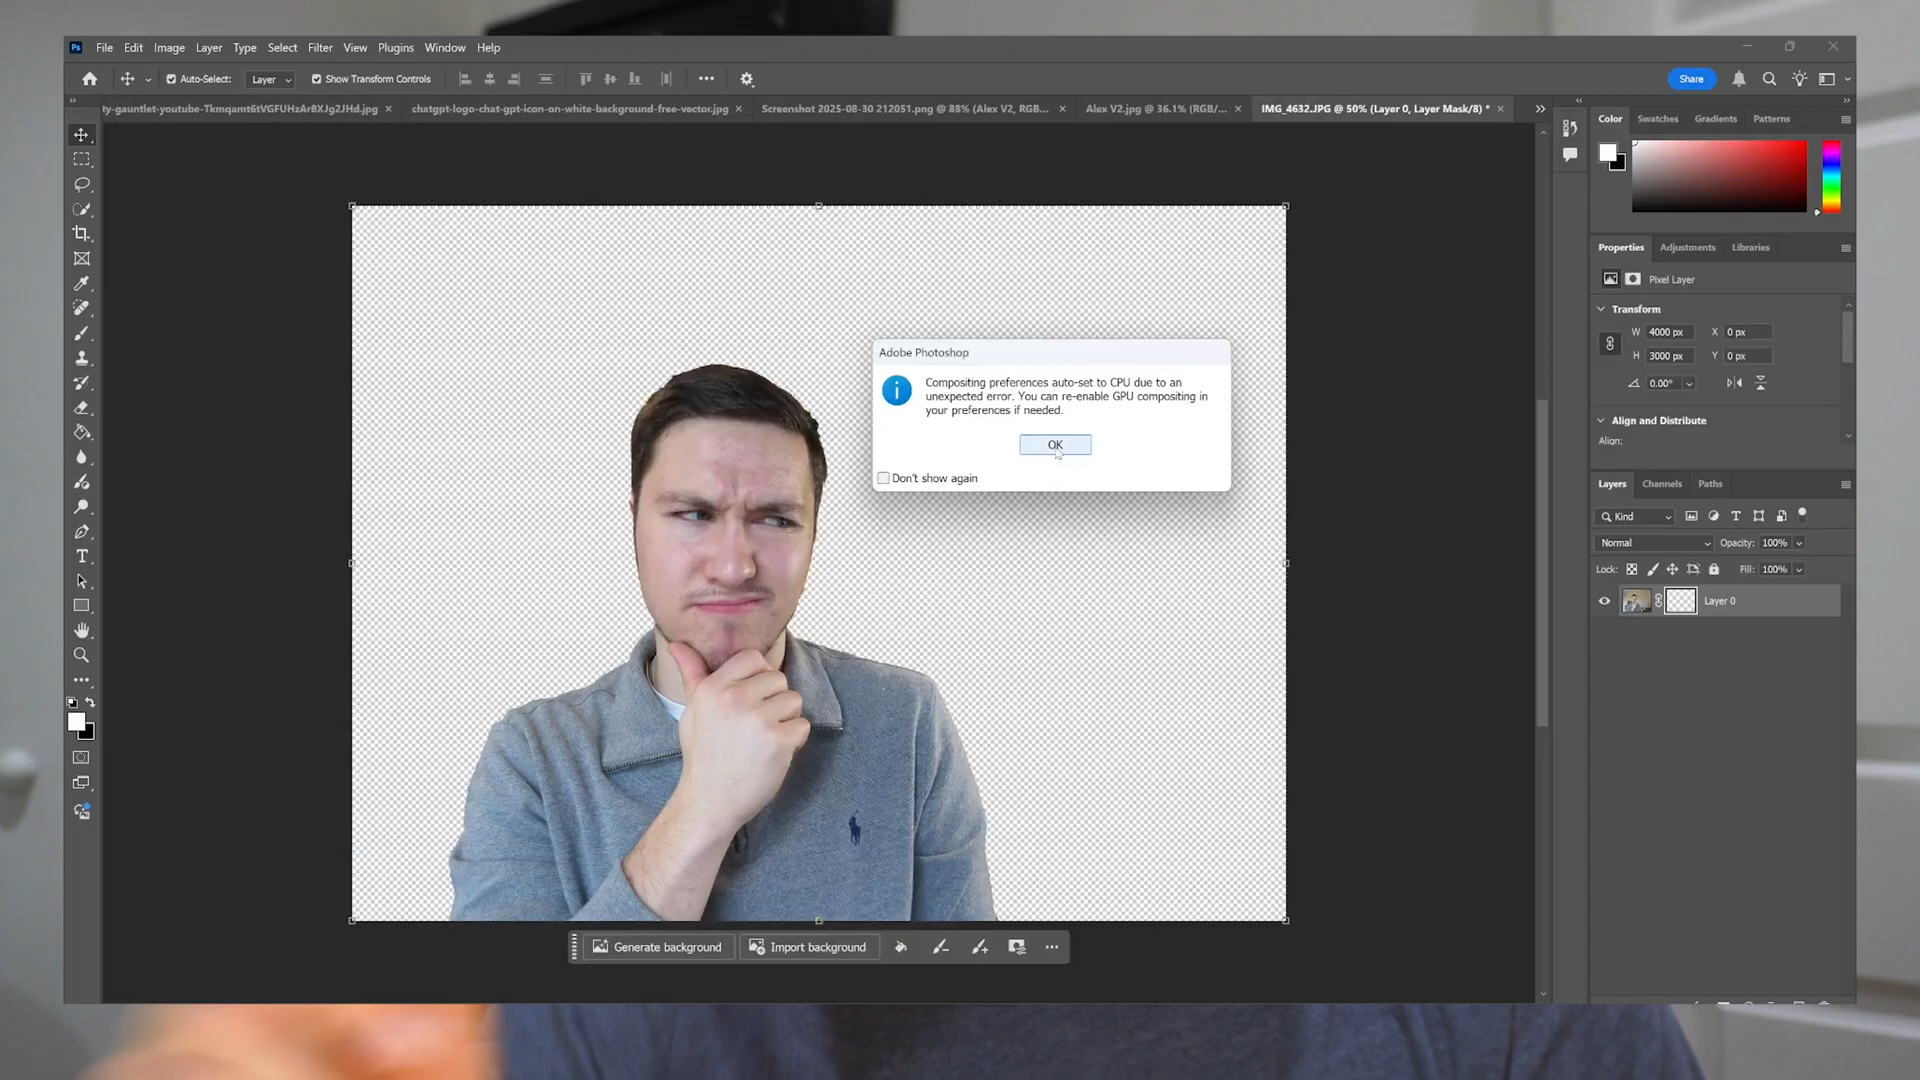 Ps File Edit Image Layer Type Select Filter View Plugins Window Help
Auto-Select: Layer Show Transform Controls Share
ty-gauntlet-youtube-Tkmqamt6tVGFUHzAr8XJg2JHd.jpg chatgpt-logo-chat-gpt-icon-on-white-background-free-vector.jpg Screenshot 2025-08-30 212051.png @ 88% (Alex V2, RGB... Alex V2.jpg @ 36.1% (RGB/... IMG_4632.JPG @ 50% (Layer 0, Layer Mask/8) *
Color Swatches Gradients Patterns
Properties Adjustments Libraries
Pixel Layer
Transform
W 4000 px X 0 px
H 3000 px Y 0 px
0.00°
Align and Distribute
Align:
Adobe Photoshop
Compositing preferences auto-set to CPU due to an
unexpected error. You can re-enable GPU compositing in
your preferences if needed.
OK
Don't show again
Layers Channels Paths
Kind
Normal Opacity: 100%
Lock: Fill: 100%
Layer 0
Generate background Import background